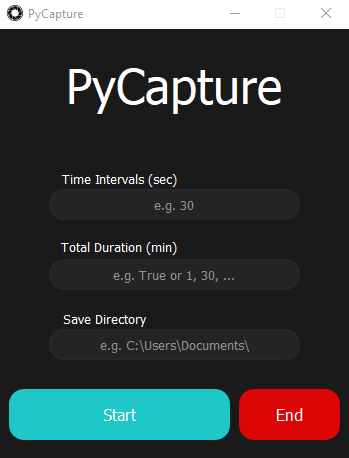 PyCapture
PyCapture
Time Intervals (sec)
e.g. 30
Total Duration (min)
e.g. True or 1, 30, ...
Save Directory
e.g. C:\Users\Documents\
Start
End